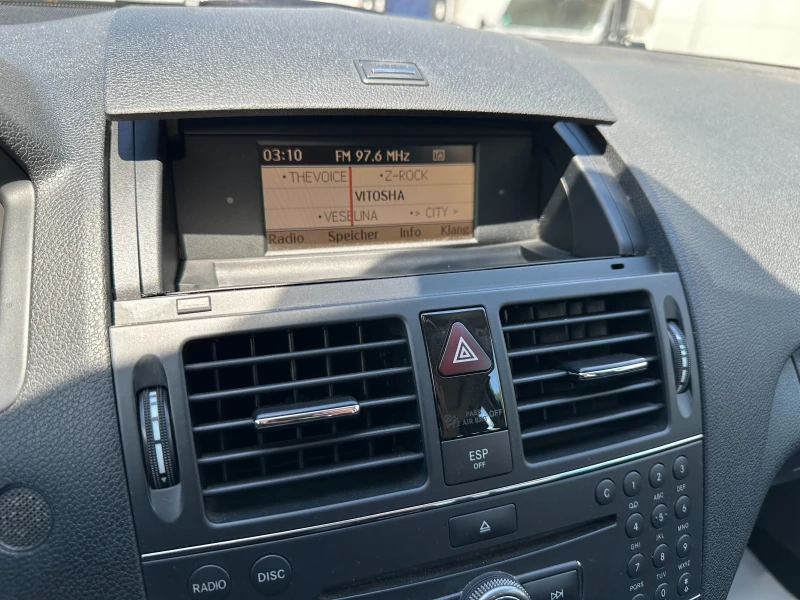 03:10 FM 97.6 MHz
•THEVOICE •Z-ROCK
VITOSHA
•VESELINA •> CITY >
Radio Speicher Info Klang
PASS
AIR BAG OFF
ESP
OFF
C 1 2 3
ABC DEF
4 5 6
GHI JKL MNO
7 8 9
PQRS TUV WXYZ
0
RADIO DISC